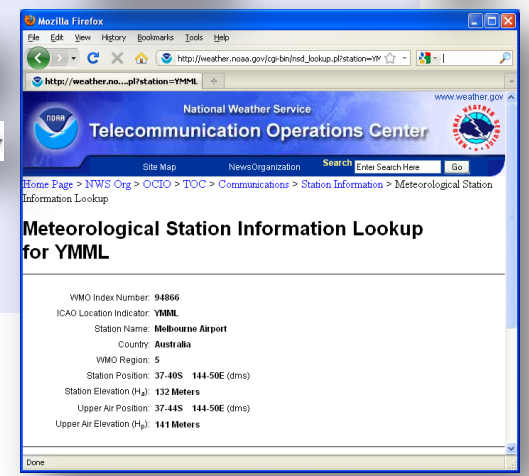 Mozilla Firefox
File Edit View History Bookmarks Tools Help
http://weather.noaa.gov/cgi-bin/nsd_lookup.pl?station=YM
http://weather.no....pl?station=YMML
www.weather.gov
NOAA
National Weather Service
Telecommunication Operations Center
Site Map News Organization Search Enter Search Here Go
Home Page > NWS Org > OCIO > TOC > Communications > Station Information > Meteorological Station
Information Lookup
Meteorological Station Information Lookup
for YMML
WMO Index Number: 94866
ICAO Location Indicator: YMML
Station Name: Melbourne Airport
Country: Australia
WMO Region: 5
Station Position: 37-40S 144-50E (dms)
Station Elevation (Ha): 132 Meters
Upper Air Position: 37-44S 144-50E (dms)
Upper Air Elevation (Hp): 141 Meters
Done